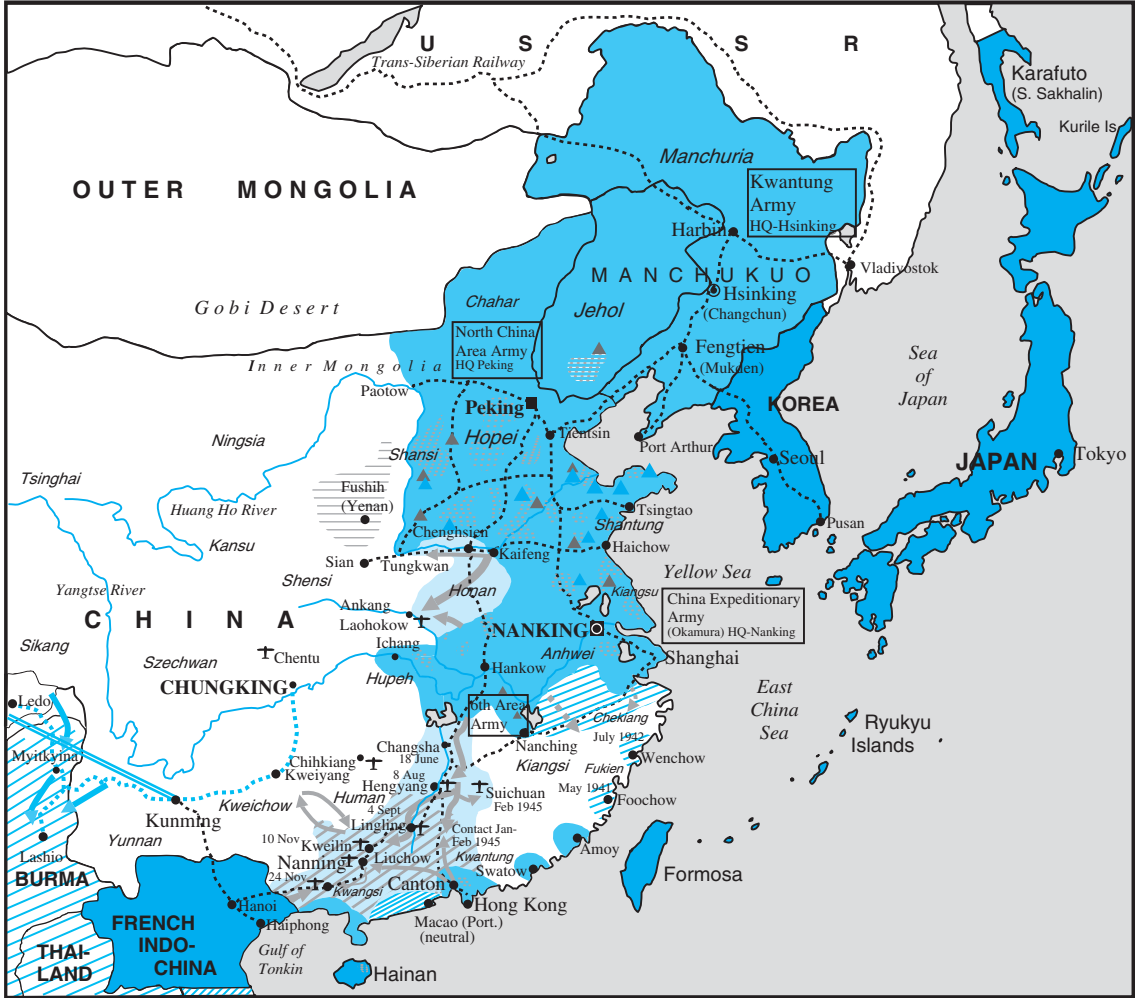 U S S R
Trans-Siberian Railway
Karafuto
(S. Sakhalin)
Kurile Is
OUTER MONGOLIA
Manchuria
Kwantung
Army
HQ-Hsinking
Harbin
Vladivostok
MANCHUKUO
Gobi Desert
Chahar
Jehol
Hsinking
(Changchun)
North China
Area Army
HQ Peking
Inner Mongolia
Fengtien
(Mukden)
Sea
of
Japan
Paotow
Peking
KOREA
Hopei
Tientsin
Port Arthur
Ningsia
Shansi
Seoul
JAPAN
Tokyo
Tsinghai
Fushih
(Yenan)
Huang Ho River
Tsingtao
Shantung
Pusan
Kansu
Chenghsien
Kaifeng
Haichow
Sian
Tungkwan
Shensi
Yellow Sea
Yangtse River
Honan
Kiangsu
China Expeditionary
Army
(Okamura) HQ-Nanking
Ankang
Laohokow
CHINA
NANKING
Ichang
Anhwei
Sikang
Szechwan
Chentu
Hankow
Shanghai
Hupeh
CHUNGKING
East
China
Sea
Ledo
6th Area
Army
Chekiang
July 1942
Ryukyu
Islands
Changsha
18 June
Nanching
Kiangsi
Wenchow
Myitkyina
Chihkiang
Kweiyang
8 Aug
Hengyang
Fukien
May 1941
Suichuan
Feb 1945
Kweichow
Human
Foochow
4 Sept
Lingling
Kunming
Contact Jan-
Feb 1945
Yunnan
10 Nov
Kweilin
Amoy
Lashio
Nanning
Liuchow
Kwantung
Swatow
BURMA
24 Nov
Kwangsi
Canton
Formosa
Hanoi
Hong Kong
FRENCH
INDO-
CHINA
Haiphong
Macao (Port.)
(neutral)
THAI-
LAND
Gulf of
Tonkin
Hainan